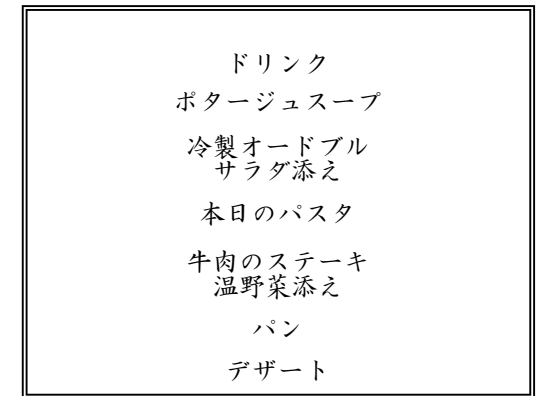 ドリンク
ポタージュスープ
冷製オードブル
サラダ添え
本日のパスタ
牛肉のステーキ
温野菜添え
パン
デザート